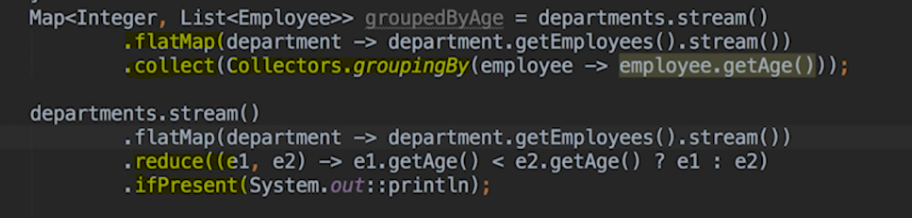 Map<Integer, List<Employee>> groupedByAge = departments.stream()
.flatMap(department -> department.getEmployees().stream())
.collect(Collectors.groupingBy(employee -> employee.getAge()));
departments.stream()
.flatMap(department -> department.getEmployees().stream())
.reduce((e1, e2) -> e1.getAge() < e2.getAge() ? e1 : e2)
.ifPresent(System.out::println);